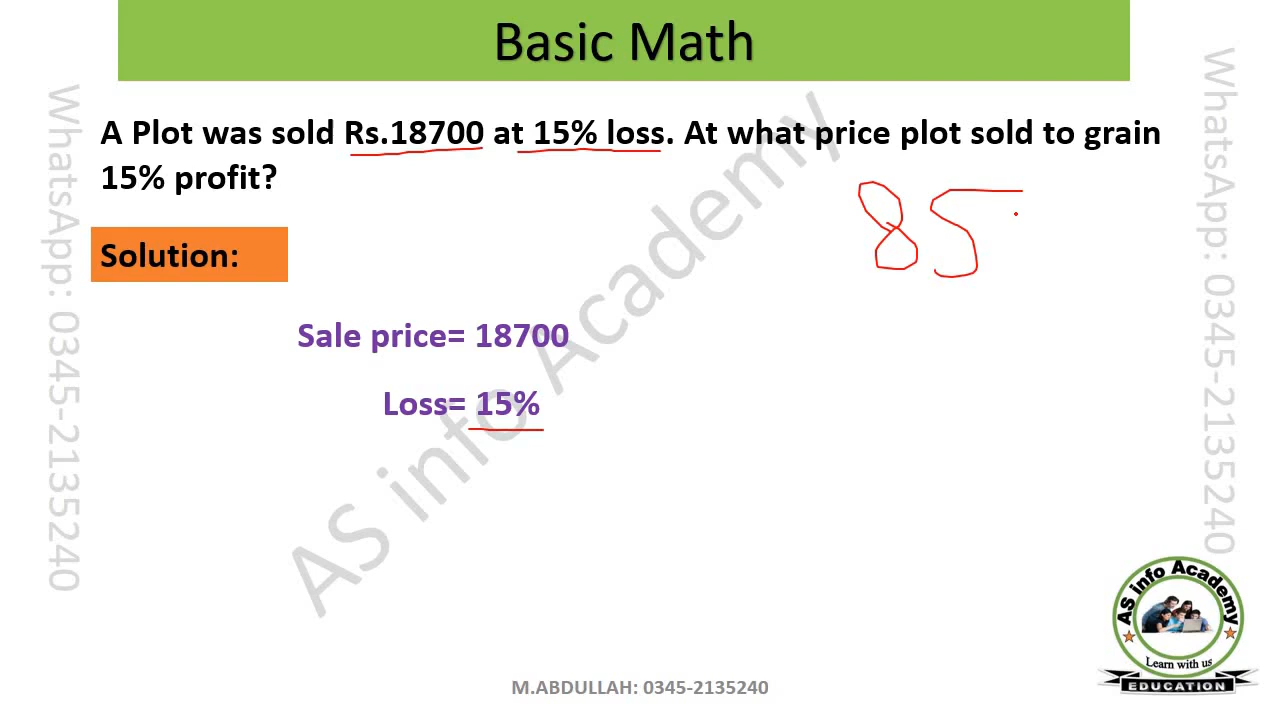 Basic Math
A Plot was sold Rs.18700 at 15% loss. At what price plot sold to grain
15% profit?
85
Solution:
Sale price= 18700
Loss= 15%
AS info Academy
WhatsApp: 0345-2135240
WhatsApp: 0345-2135240
AS info Academy
Learn with us
EDUCATION
M.ABDULLAH: 0345-2135240